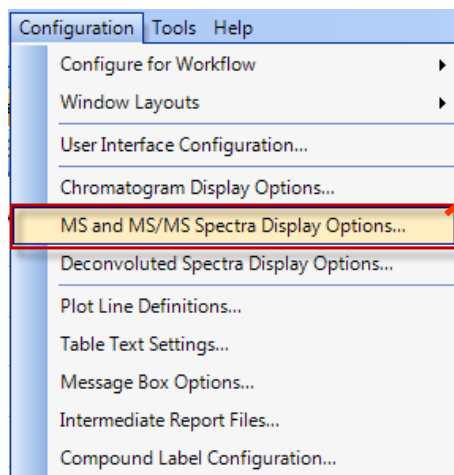 Configuration Tools Help
Configure for Workflow
Window Layouts
User Interface Configuration...
Chromatogram Display Options...
MS and MS/MS Spectra Display Options...
Deconvoluted Spectra Display Options...
Plot Line Definitions...
Table Text Settings...
Message Box Options...
Intermediate Report Files...
Compound Label Configuration...